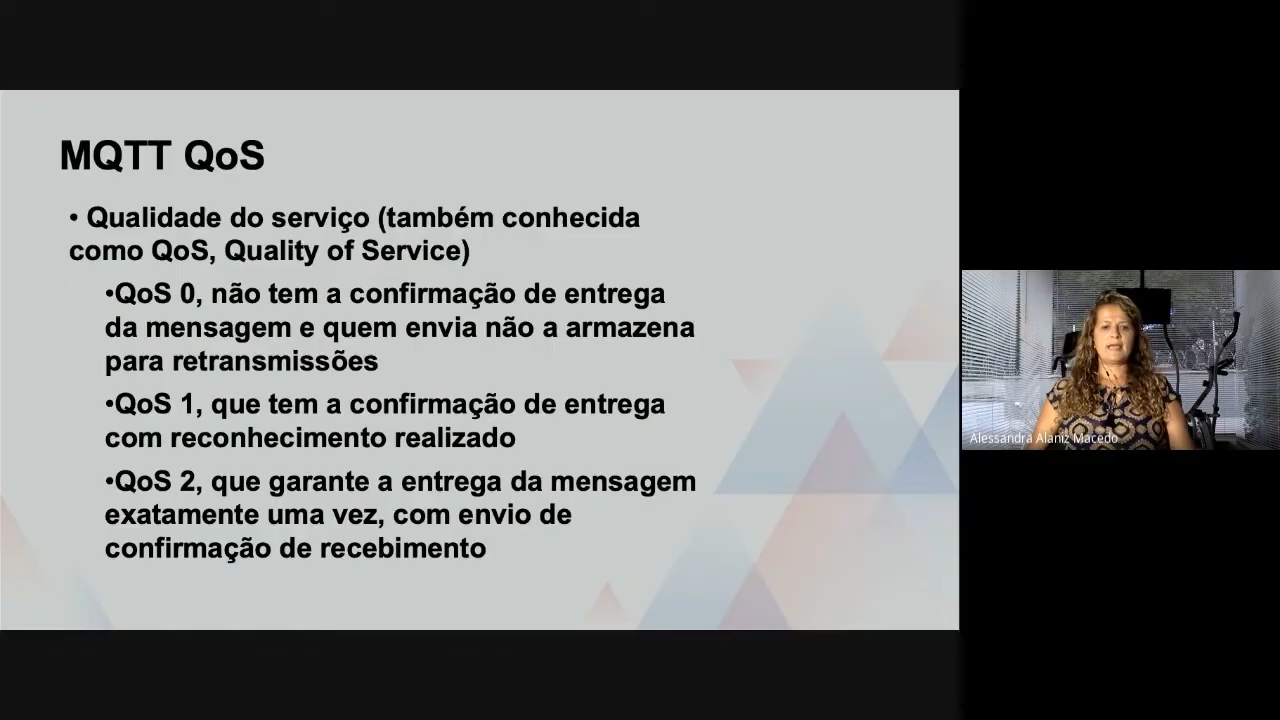 MQTT QoS
• Qualidade do serviço (também conhecida
como QoS, Quality of Service)
•QoS 0, não tem a confirmação de entrega
da mensagem e quem envia não a armazena
para retransmissões
•QoS 1, que tem a confirmação de entrega
com reconhecimento realizado
•QoS 2, que garante a entrega da mensagem
exatamente uma vez, com envio de
confirmação de recebimento
Alessandra Alaniz Macedo